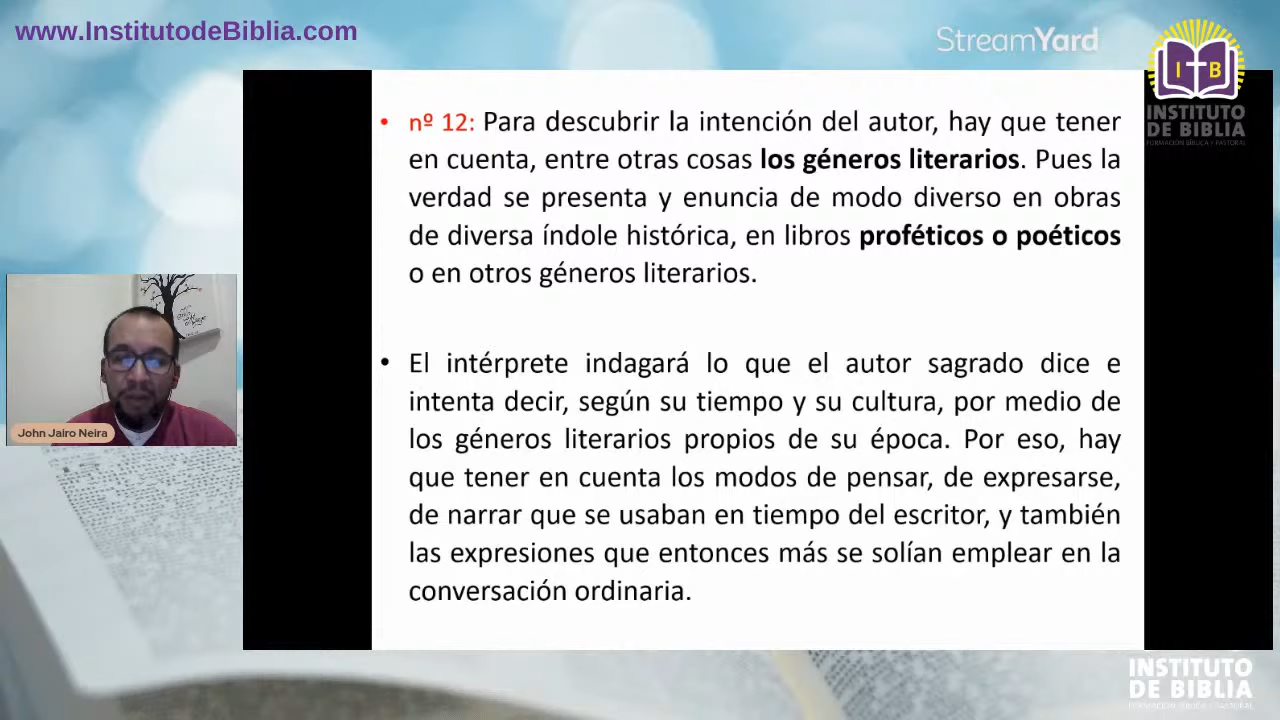 www.InstitutodeBiblia.com
StreamYard
I B
INSTITUTO
DE BIBLIA
FORMACIÓN BÍBLICA Y PASTORAL
• nº 12: Para descubrir la intención del autor, hay que tener
en cuenta, entre otras cosas los géneros literarios. Pues la
verdad se presenta y enuncia de modo diverso en obras
de diversa índole histórica, en libros proféticos o poéticos
o en otros géneros literarios.
• El intérprete indagará lo que el autor sagrado dice e
intenta decir, según su tiempo y su cultura, por medio de
los géneros literarios propios de su época. Por eso, hay
que tener en cuenta los modos de pensar, de expresarse,
de narrar que se usaban en tiempo del escritor, y también
las expresiones que entonces más se solían emplear en la
conversación ordinaria.
John Jairo Neira
INSTITUTO
DE BIBLIA
FORMACIÓN BÍBLICA Y PASTORAL